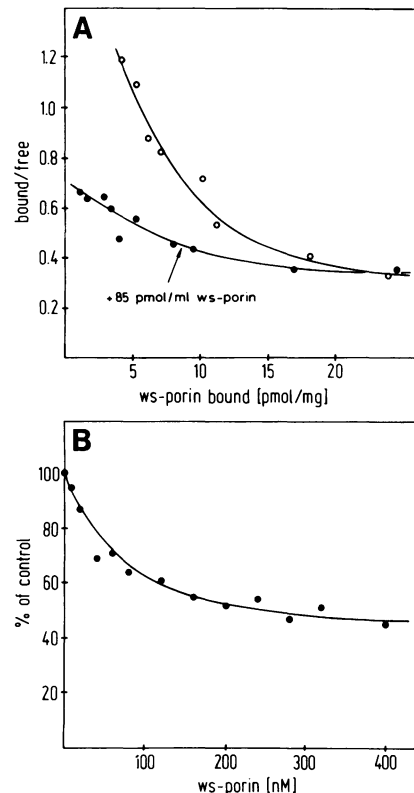 A
1.2
1.0
0.8
0.6
0.4
0.2
bound/free
+85 pmol/ml ws-porin
5
10
15
20
ws-porin bound [pmol/mg]
B
100
80
60
40
20
% of control
100
200
300
400
ws-porin [nM]